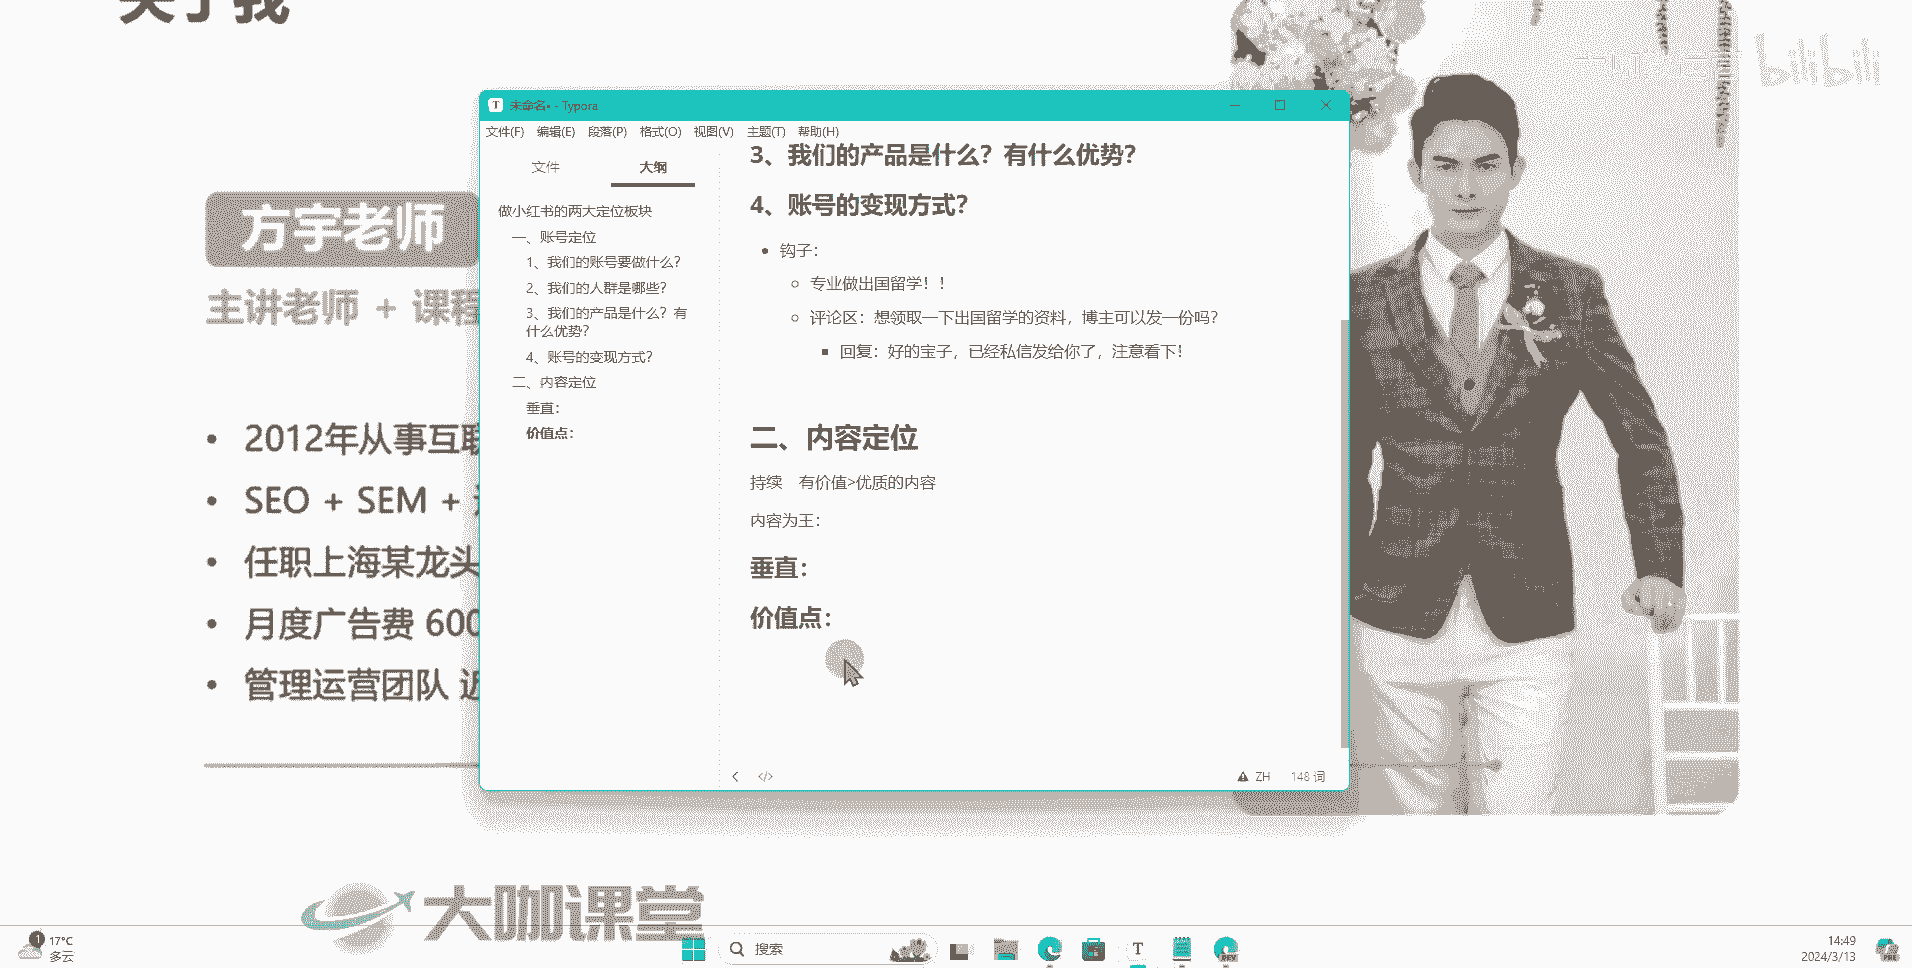 关于我
bilibili
方宇老师
主讲老师 + 课程
2012年从事互联
SEO + SEM +
任职上海某龙头
月度广告费 600
管理运营团队 近
未命名• - Typora
文件(F) 编辑(E) 段落(P) 格式(O) 视图(V) 主题(T) 帮助(H)
文件 大纲
做小红书的两大定位板块
一、账号定位
1、我们的账号要做什么？
2、我们的人群是哪些？
3、我们的产品是什么？有
什么优势？
4、账号的变现方式？
二、内容定位
垂直：
价值点：
3、我们的产品是什么？有什么优势？
4、账号的变现方式？
钩子：
专业做出国留学！！
评论区：想领取一下出国留学的资料，博主可以发一份吗？
回复：好的宝子，已经私信发给你了，注意看下！
二、内容定位
持续 有价值>优质的内容
内容为王：
垂直：
价值点：
</> ZH 148 词
大咖课堂
1 17°C
多云
搜索
T
DEV
14:49
2024/3/13
PRE